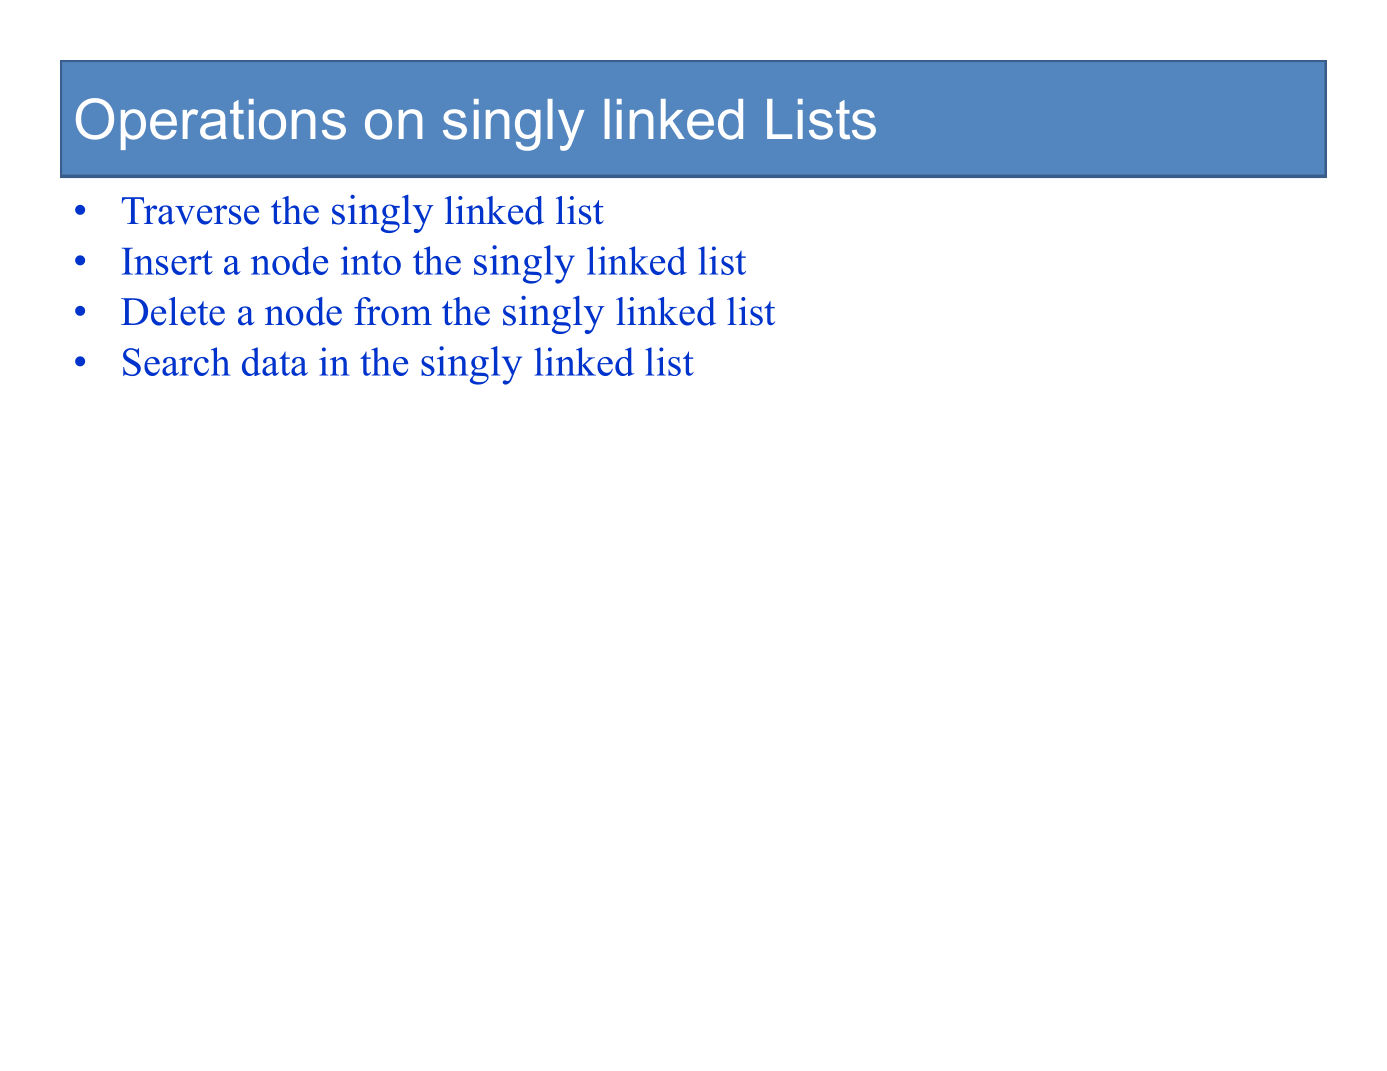 Operations on singly linked Lists
• Traverse the singly linked list
• Insert a node into the singly linked list
• Delete a node from the singly linked list
• Search data in the singly linked list